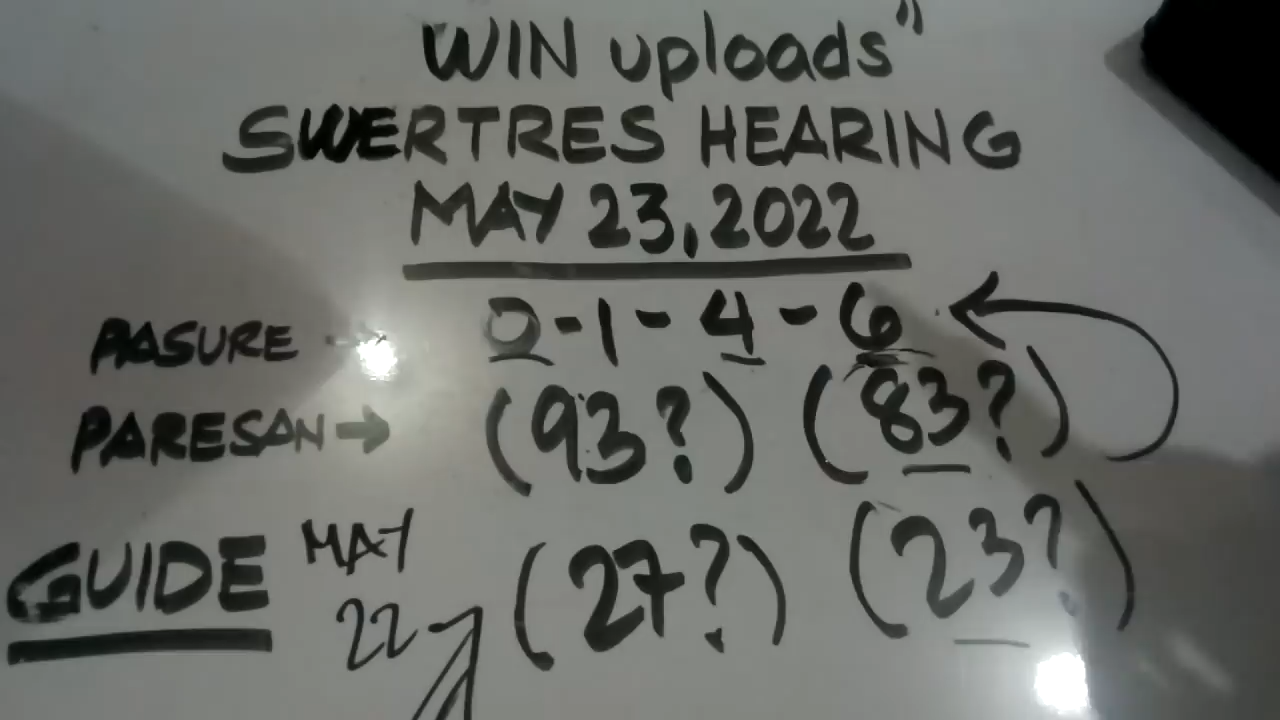 WIN uploads"
SWERTRES HEARING
MAY 23, 2022
PASURE → 0-1-4-6
PARESAN → (93?) (83?)
GUIDE MAY 22 (27?) (23?)